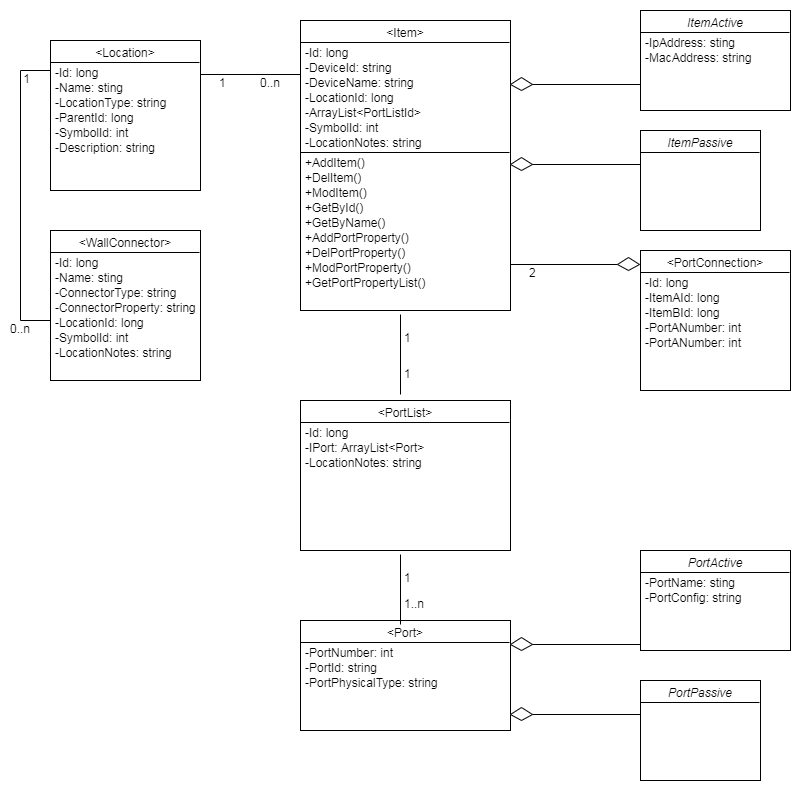 <Location>
-Id: long
-Name: sting
-LocationType: string
-ParentId: long
-SymbolId: int
-Description: string
1
0..n
1
0..n
<WallConnector>
-Id: long
-Name: sting
-ConnectorType: string
-ConnectorProperty: string
-LocationId: long
-SymbolId: int
-LocationNotes: string
<Item>
-Id: long
-DeviceId: string
-DeviceName: string
-LocationId: long
-ArrayList<PortListId>
-SymbolId: int
-LocationNotes: string
+AddItem()
+DelItem()
+ModItem()
+GetById()
+GetByName()
+AddPortProperty()
+DelPortProperty()
+ModPortProperty()
+GetPortPropertyList()
ItemActive
-IpAddress: sting
-MacAddress: string
ItemPassive
2
<PortConnection>
-Id: long
-ItemAId: long
-ItemBId: long
-PortANumber: int
-PortANumber: int
1
1
<PortList>
-Id: long
-lPort: ArrayList<Port>
-LocationNotes: string
1
1..n
<Port>
-PortNumber: int
-PortId: string
-PortPhysicalType: string
PortActive
-PortName: sting
-PortConfig: string
PortPassive